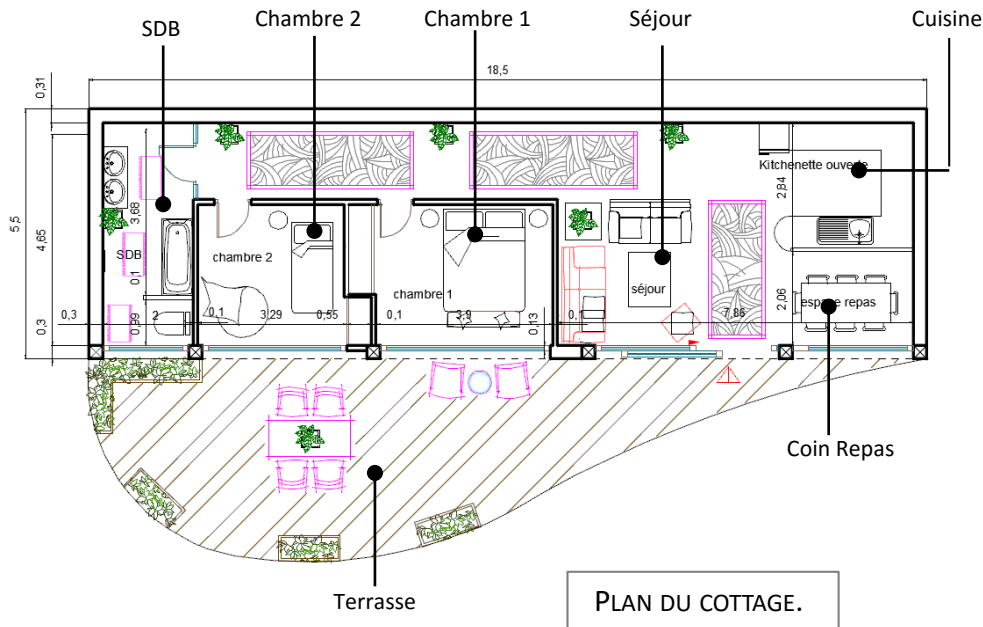 SDB
Chambre 2
Chambre 1
Séjour
Cuisine
18,5
0,31
Kitchenette ouverte
2,84
5,5
4,65
3,68
SDB
0,1
chambre 2
chambre 1
séjour
espace repas
2,06
0,3
0,3
0,99
2
0,1
3,29
0,55
0,1
3,9
0,13
0,1
7,86
Coin Repas
Terrasse
PLAN DU COTTAGE.